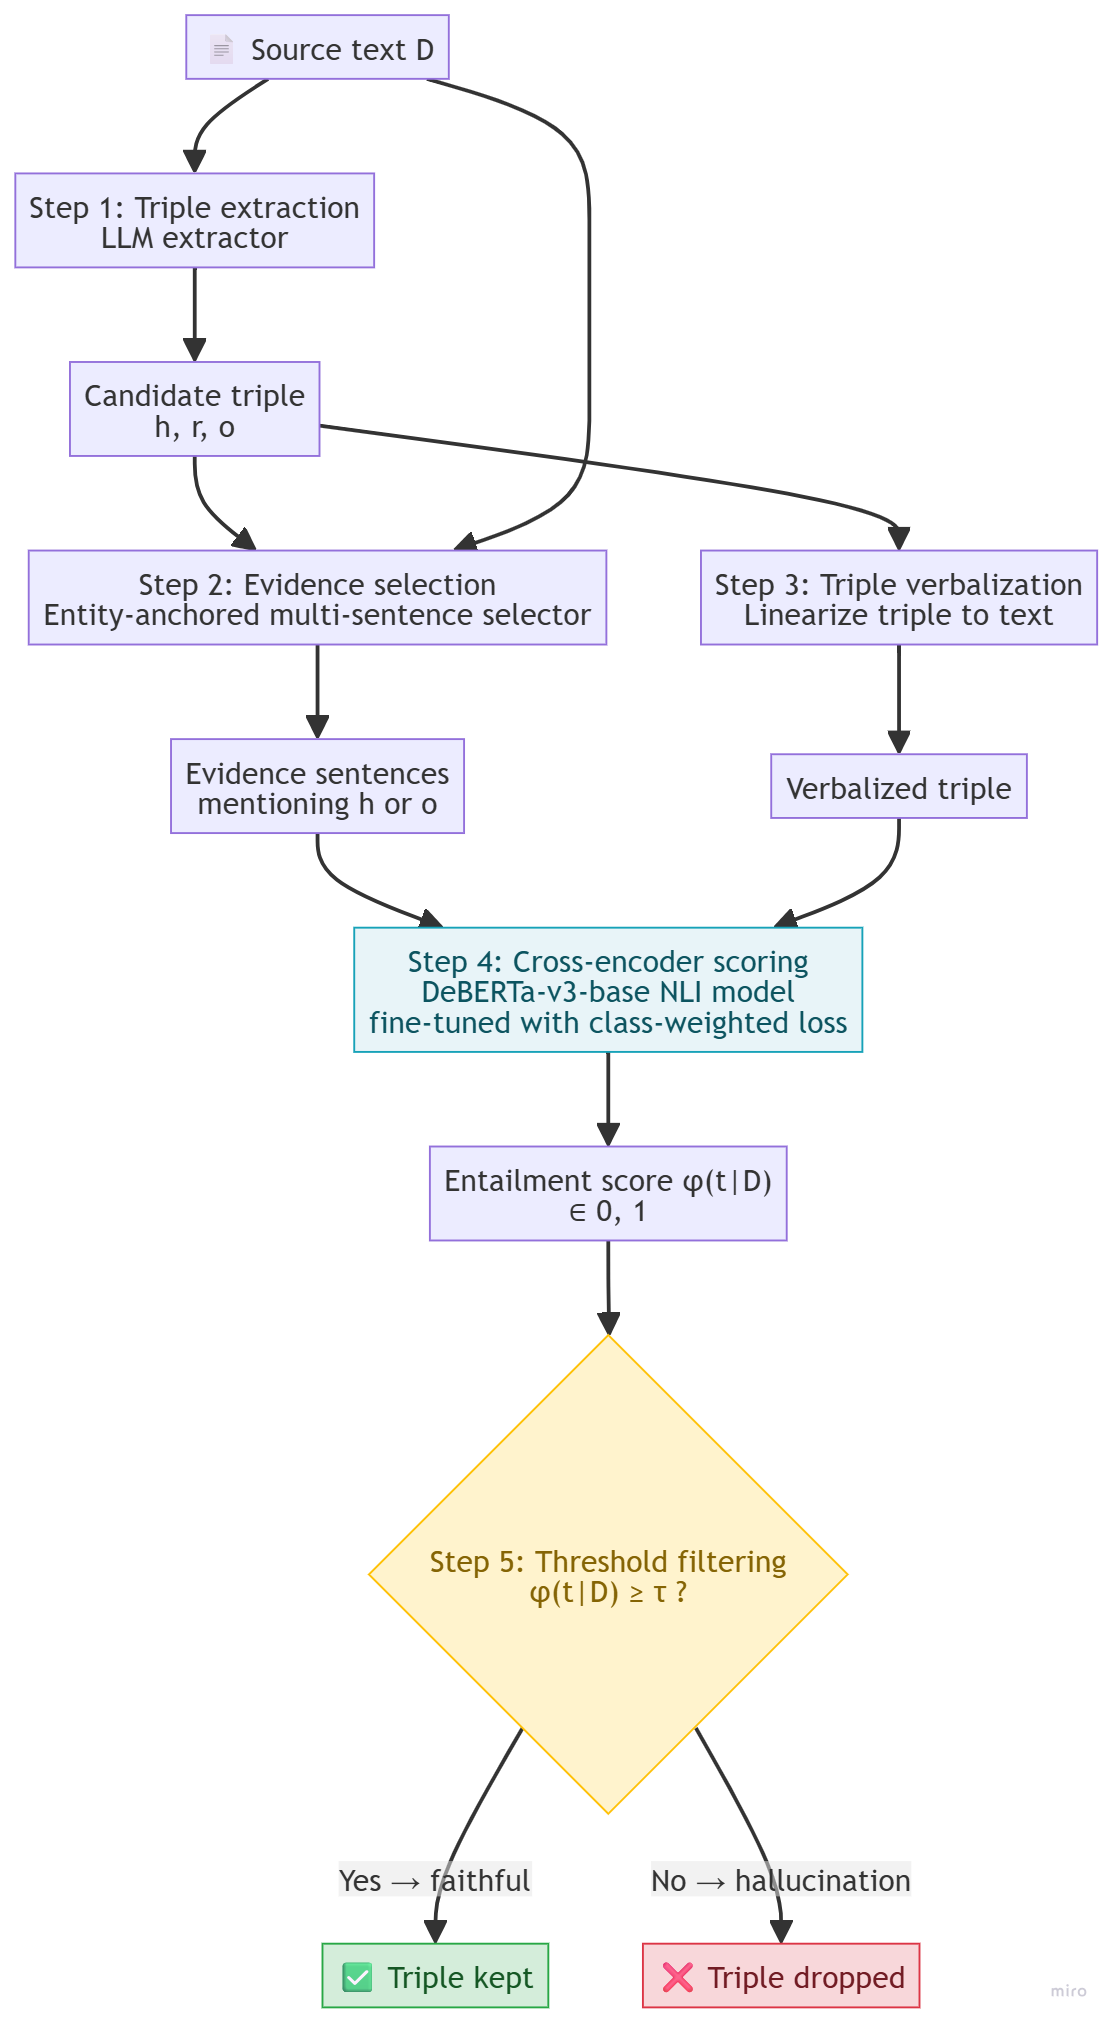 Source text D
Step 1: Triple extraction
LLM extractor
Candidate triple
h, r, o
Step 2: Evidence selection
Entity-anchored multi-sentence selector
Step 3: Triple verbalization
Linearize triple to text
Evidence sentences
mentioning h or o
Verbalized triple
Step 4: Cross-encoder scoring
DeBERTa-v3-base NLI model
fine-tuned with class-weighted loss
Entailment score φ(t|D)
∈ 0, 1
Step 5: Threshold filtering
φ(t|D) ≥ τ ?
Yes → faithful
No → hallucination
Triple kept
Triple dropped
miro